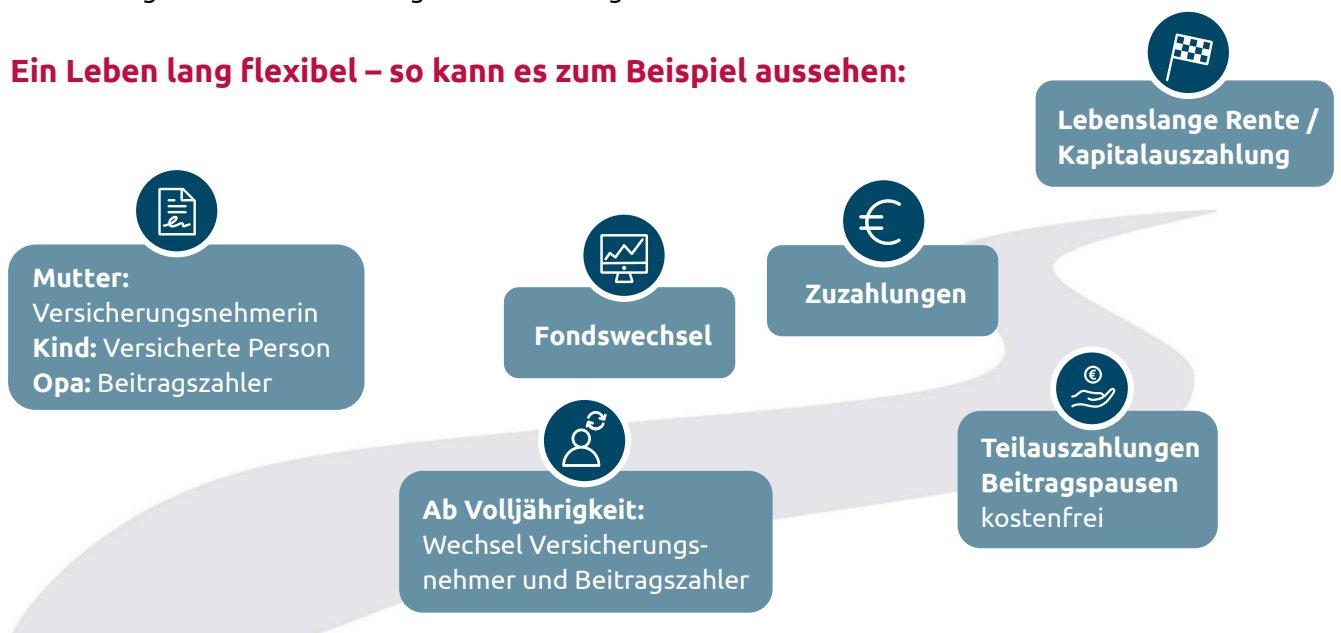 Ein Leben lang flexibel – so kann es zum Beispiel aussehen:
Mutter:
Versicherungsnehmerin
Kind: Versicherte Person
Opa: Beitragszahler
Ab Volljährigkeit:
Wechsel Versicherungs-
nehmer und Beitragszahler
Fondswechsel
Zuzahlungen
Teilauszahlungen
Beitragspausen
kostenfrei
Lebenslange Rente /
Kapitalauszahlung